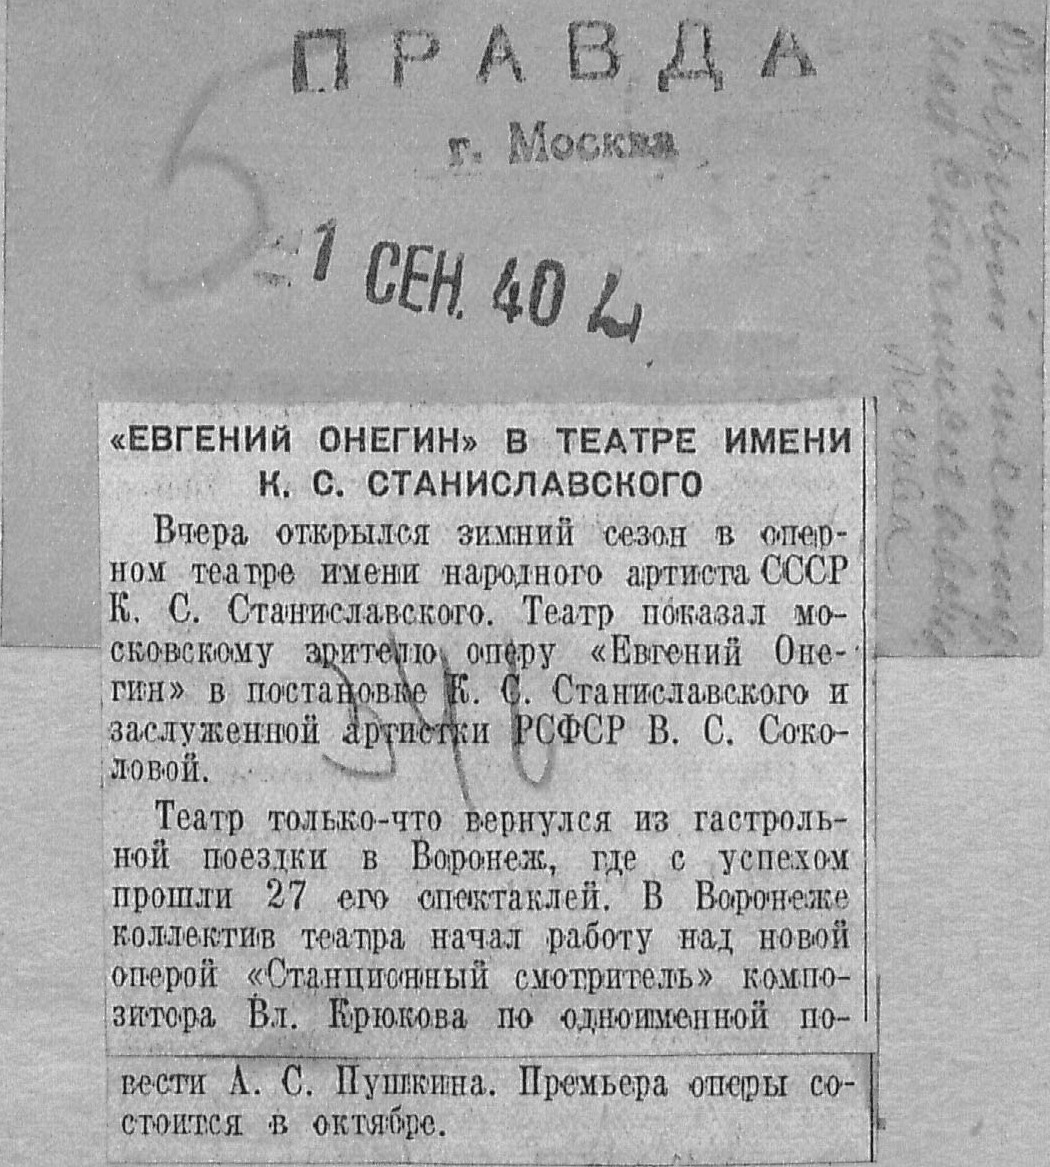 ПРАВДА
г. Москва
1 СЕН. 40
«ЕВГЕНИЙ ОНЕГИН» В ТЕАТРЕ ИМЕНИ
К. С. СТАНИСЛАВСКОГО
Вчера открылся зимний сезон в опер-
ном театре имени народного артиста СССР
К. С. Станиславского. Театр показал мо-
сковскому зрителю оперу «Евгений Оне-
гин» в постановке К. С. Станиславского и
заслуженной артистки РСФСР В. С. Соко-
ловой.
Театр только-что вернулся из гастроль-
ной поездки в Воронеж, где с успехом
прошли 27 его спектаклей. В Воронеже
коллектив театра начал работу над новой
оперой «Станционный смотритель» компо-
зитора Вл. Крюкова по одноименной по-
вести А. С. Пушкина. Премьера оперы со-
стоится в октябре.